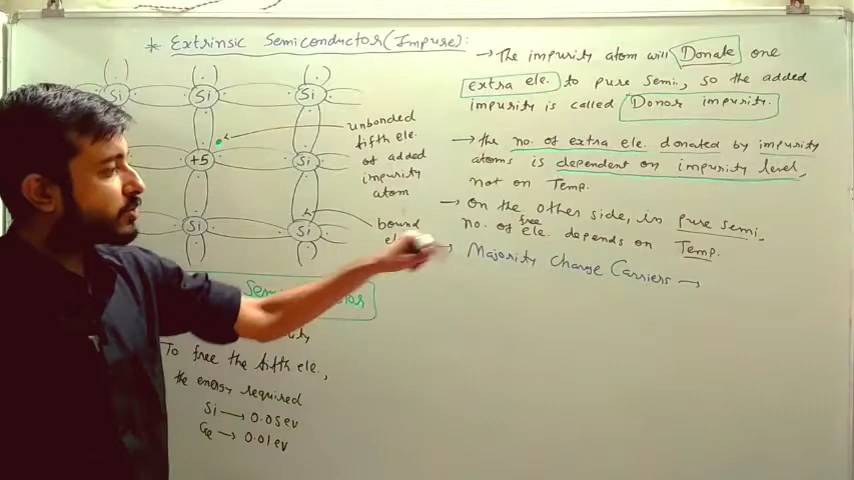 * Extrinsic Semiconductor (Impure):
Si Si Si
+5 Si
Si Si
unbonded
fifth ele.
of added
impurity
atom
bound
Semi
tor
ty
To free the fifth ele.,
the energy required
Si → 0.05 eV
Ge → 0.01 eV
→ The impurity atom will Donate one
extra ele. to pure semi., so the added
impurity is called Donor impurity.
→ the no. of extra ele. donated by impurity
atoms is dependent on impurity level,
not on Temp.
→ On the other side, in pure semi.
no. of free ele. depends on Temp.
Majority Charge Carriers →